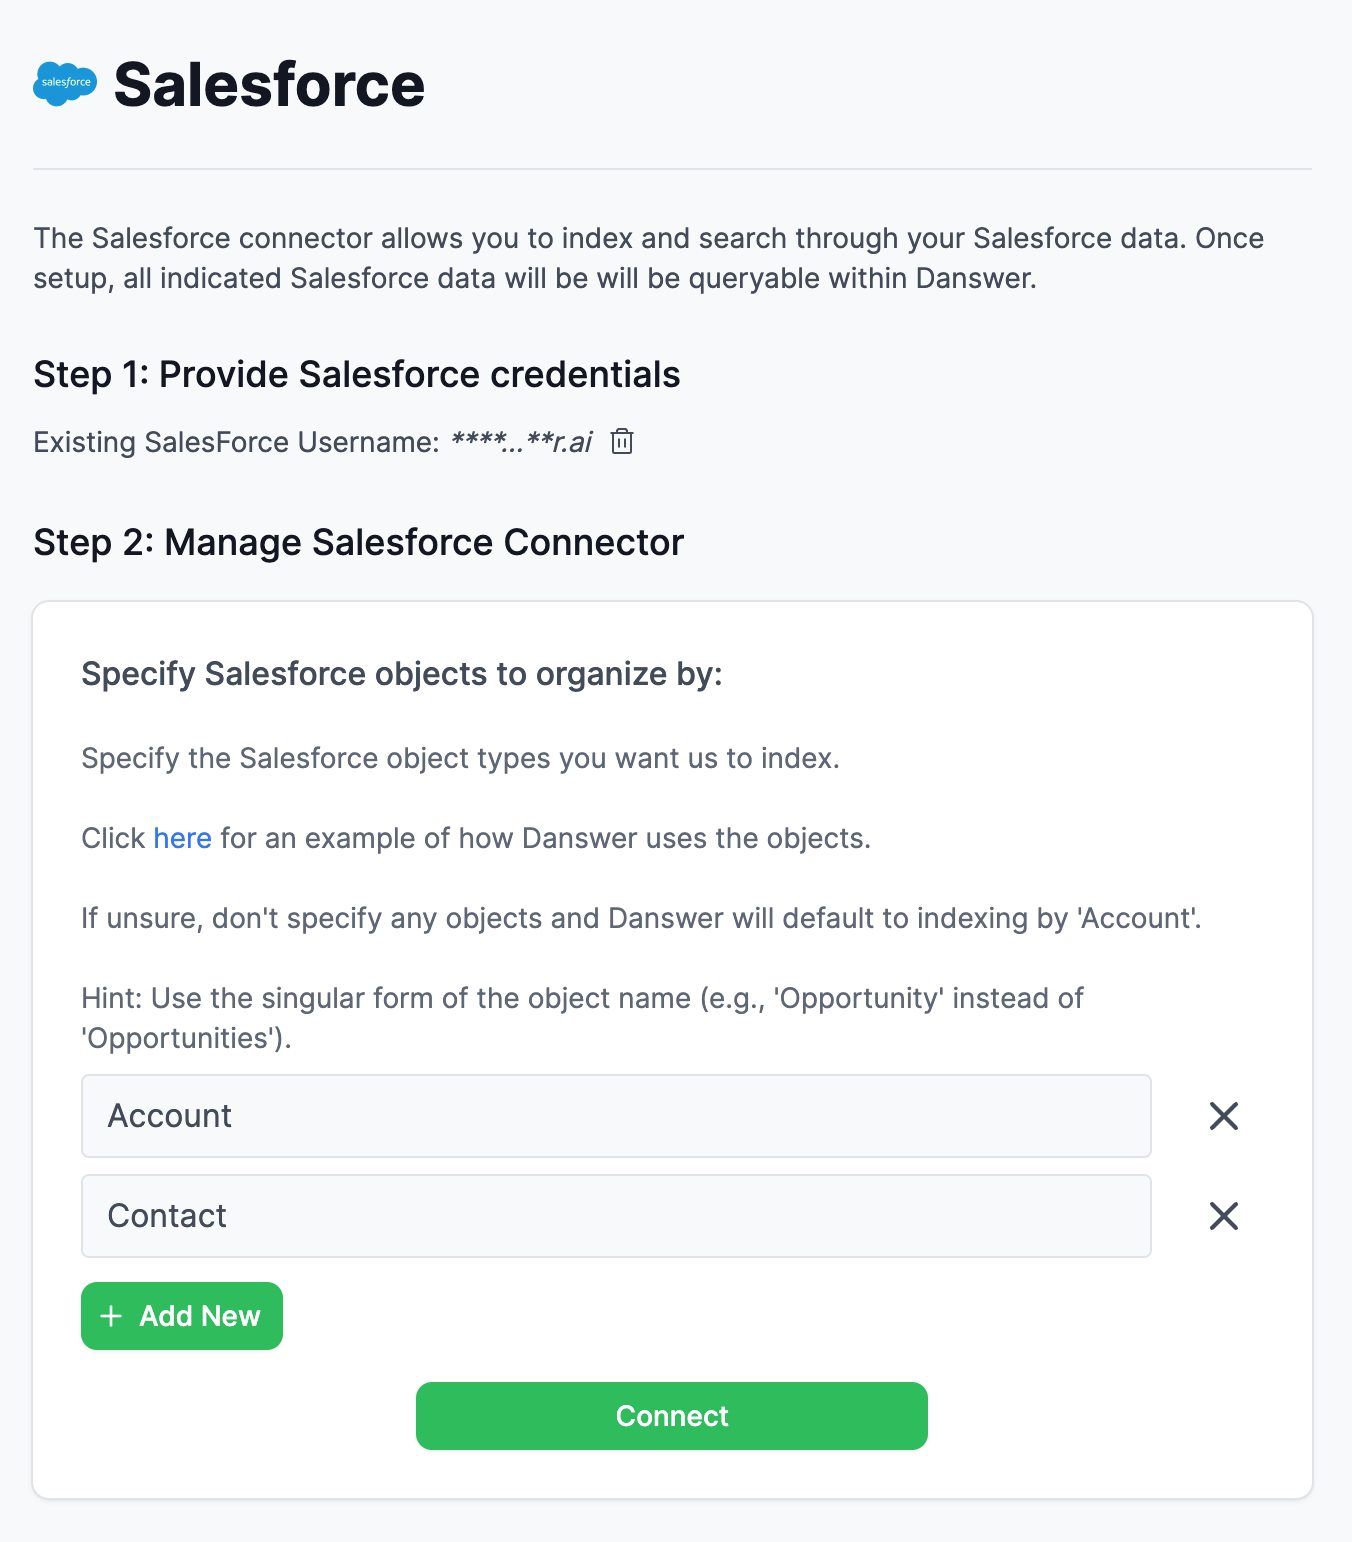 salesforce
Salesforce
The Salesforce connector allows you to index and search through your Salesforce data. Once
setup, all indicated Salesforce data will be will be queryable within Danswer.
Step 1: Provide Salesforce credentials
Existing SalesForce Username: ****...**r.ai
Step 2: Manage Salesforce Connector
Specify Salesforce objects to organize by:
Specify the Salesforce object types you want us to index.
Click here for an example of how Danswer uses the objects.
If unsure, don't specify any objects and Danswer will default to indexing by 'Account'.
Hint: Use the singular form of the object name (e.g., 'Opportunity' instead of
'Opportunities').
Account
Contact
+ Add New
Connect